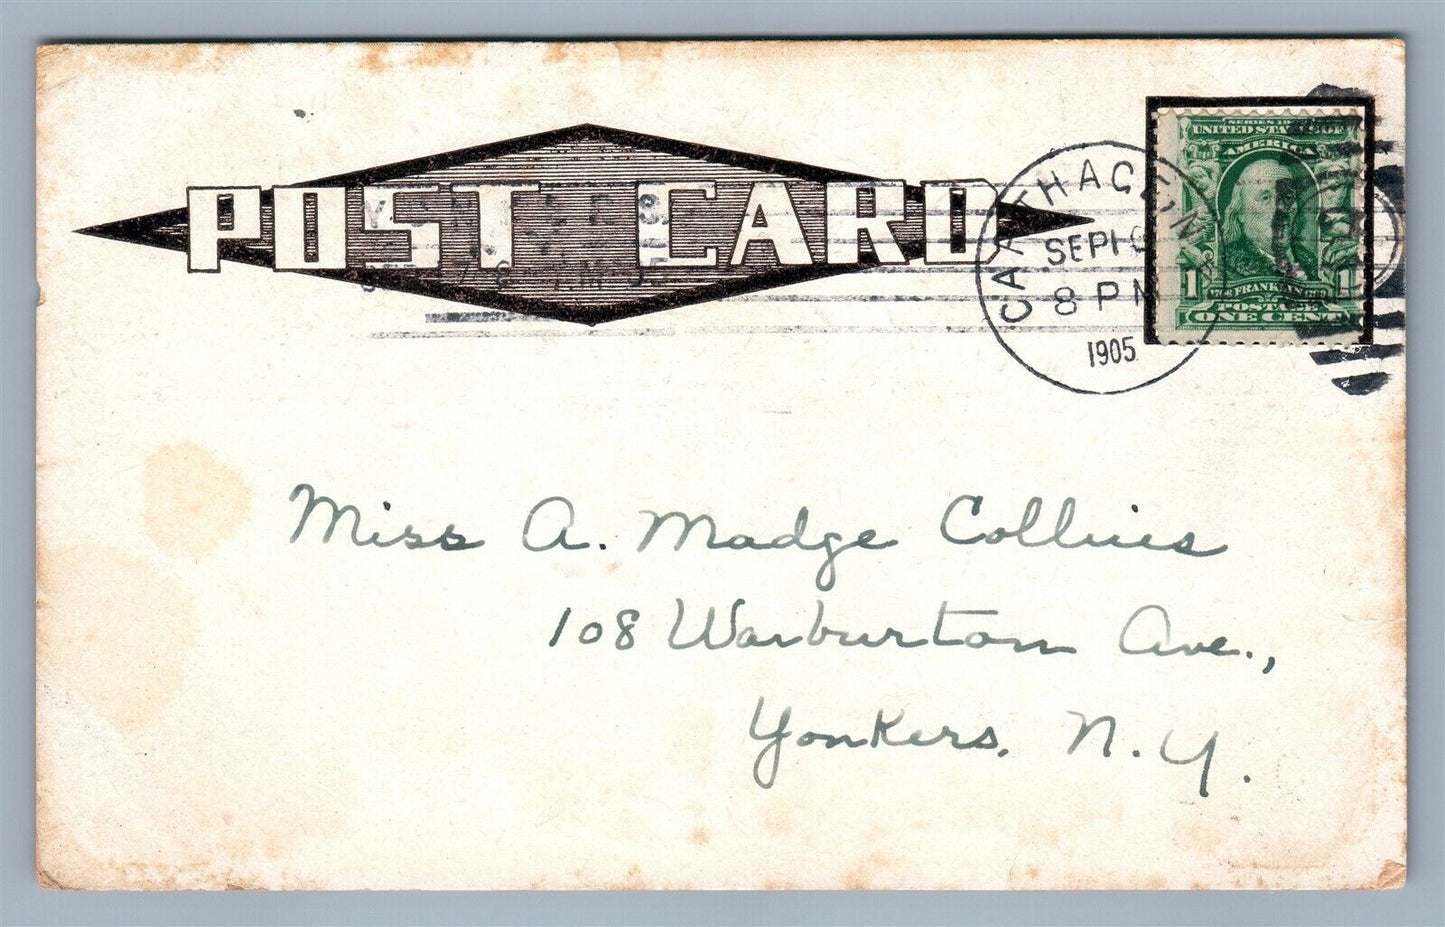 POST CARD
CARTHAGE, N.
SEP
8 PM
1905
SERIES
UNITED STATES OF
AMERICA
1 FRANKLIN 1
POSTAGE
ONE CENT
Miss A. Madge Collins
108 Warburton Ave.,
Yonkers, N.Y.